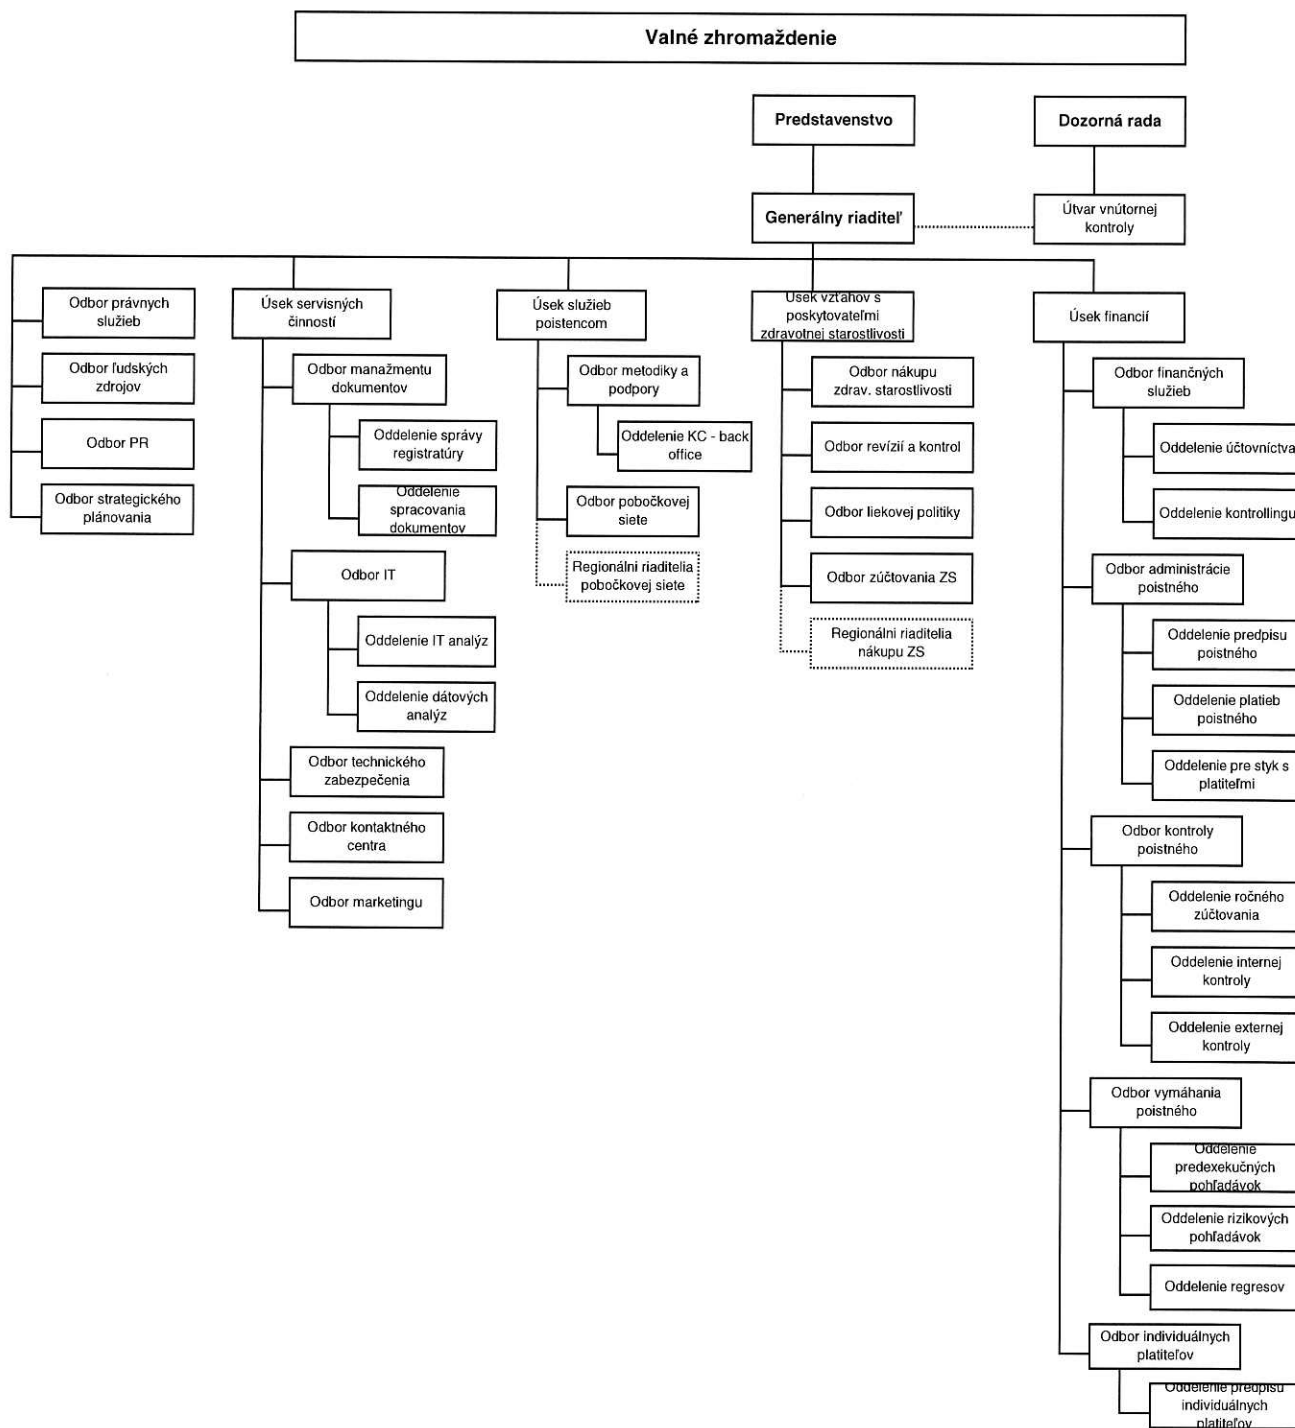 Valné zhromaždenie
Predstavenstvo
Dozorná rada
Generálny riaditeľ
Útvar vnútornej
kontroly
Odbor právnych
služieb
Odbor ľudských
zdrojov
Odbor PR
Odbor strategického
plánovania
Úsek servisných
činností
Odbor manažmentu
dokumentov
Oddelenie správy
registratúry
Oddelenie
spracovania
dokumentov
Odbor IT
Oddelenie IT analýz
Oddelenie dátových
analýz
Odbor technického
zabezpečenia
Odbor kontaktného
centra
Odbor marketingu
Úsek služieb
poistencom
Odbor metodiky a
podpory
Oddelenie KC - back
office
Odbor pobočkovej
siete
Regionálni riaditelia
pobočkovej siete
Úsek vzťahov s
poskytovateľmi
zdravotnej starostlivosti
Odbor nákupu
zdrav. starostlivosti
Odbor revízií a kontrol
Odbor liekovej politiky
Odbor zúčtovania ZS
Regionálni riaditelia
nákupu ZS
Úsek financií
Odbor finančných
služieb
Oddelenie účtovníctva
Oddelenie kontrollingu
Odbor administrácie
poistného
Oddelenie predpisu
poistného
Oddelenie platieb
poistného
Oddelenie pre styk s
platiteľmi
Odbor kontroly
poistného
Oddelenie ročného
zúčtovania
Oddelenie internej
kontroly
Oddelenie externej
kontroly
Odbor vymáhania
poistného
Oddelenie
predexekučných
pohľadávok
Oddelenie rizikových
pohľadávok
Oddelenie regresov
Odbor individuálnych
platiteľov
Oddelenie predpisu
individuálnych
platiteľov